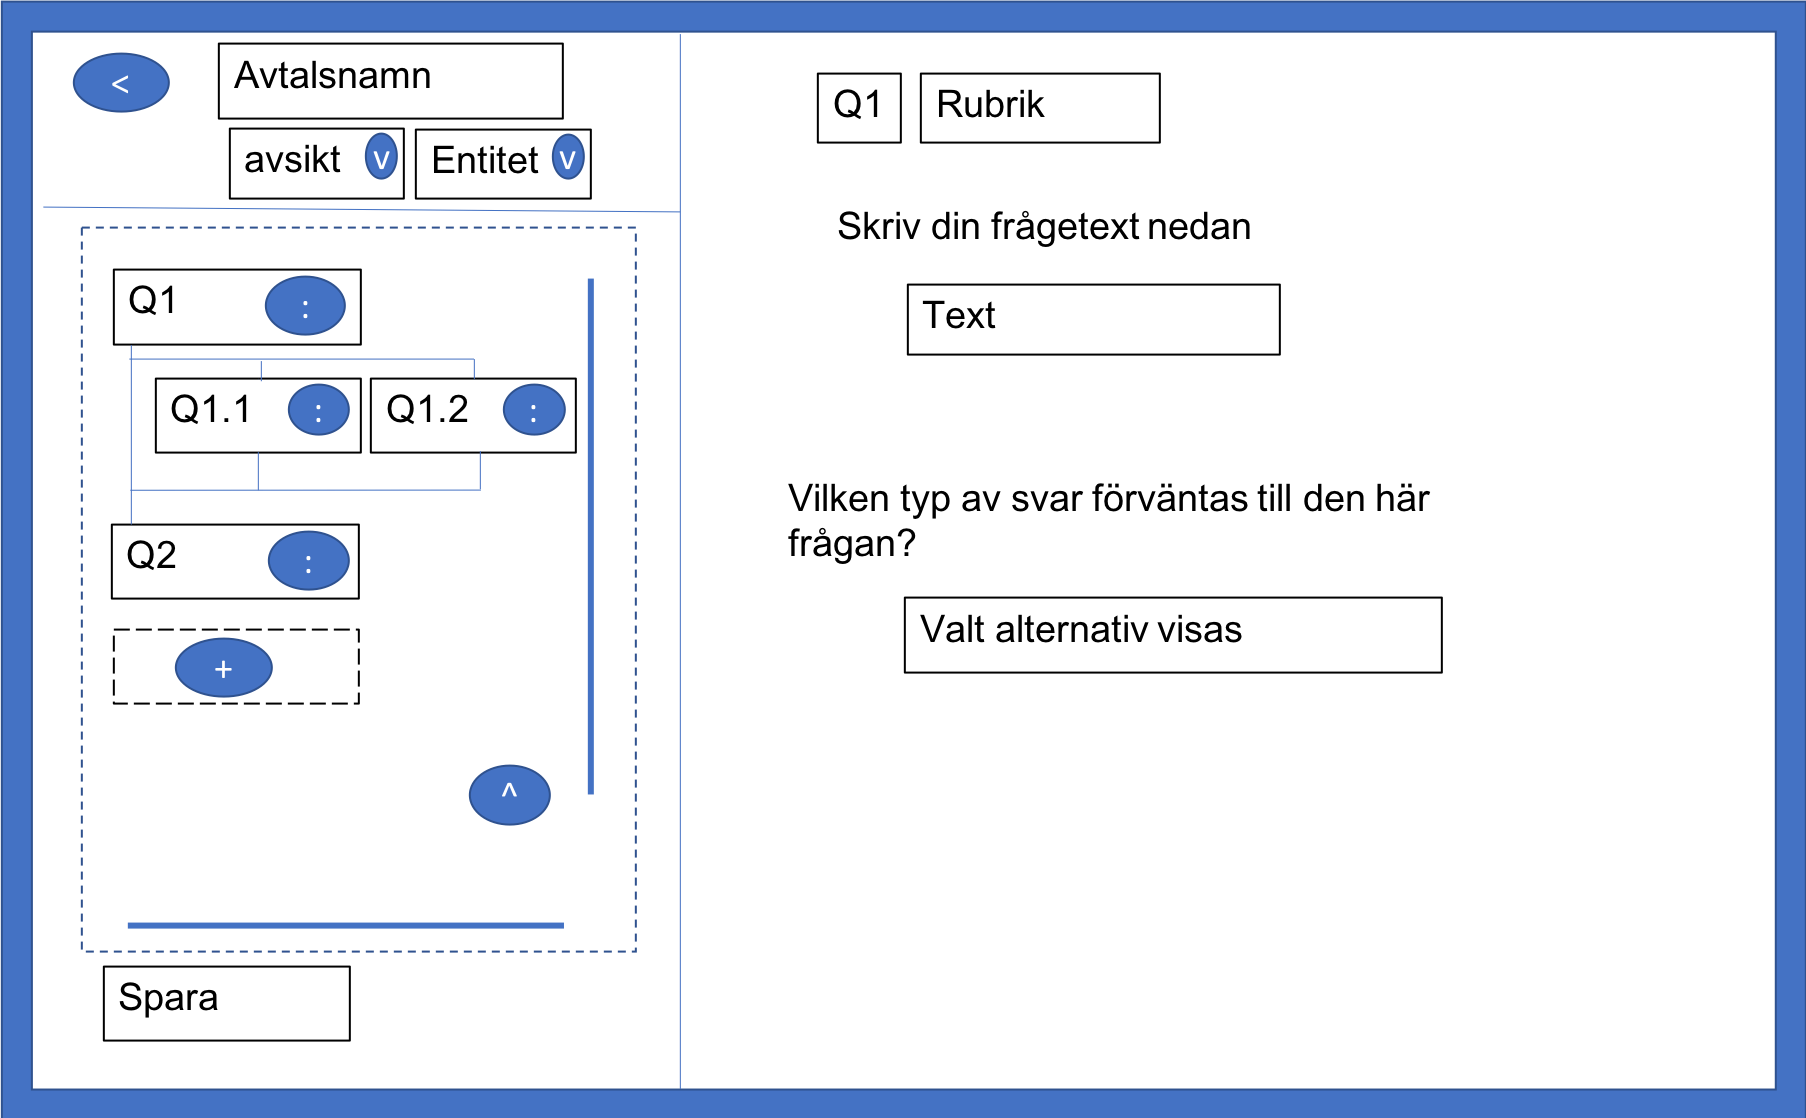 <
Avtalsnamn
avsikt v
Entitet v
Q1 :
Q1.1 :
Q1.2 :
Q2 :
+
^
Spara
Q1
Rubrik
Skriv din frågetext nedan
Text
Vilken typ av svar förväntas till den här
frågan?
Valt alternativ visas